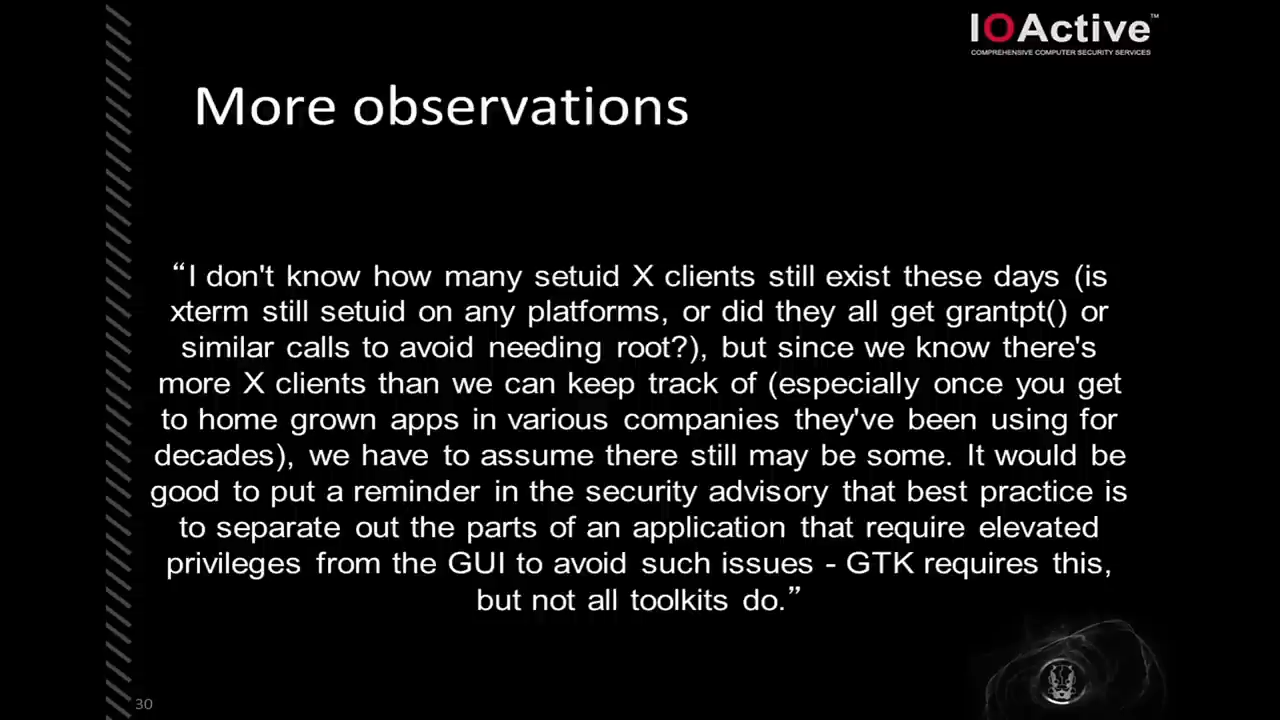 IOActive™
COMPREHENSIVE COMPUTER SECURITY SERVICES
More observations
“I don't know how many setuid X clients still exist these days (is
xterm still setuid on any platforms, or did they all get grantpt() or
similar calls to avoid needing root?), but since we know there's
more X clients than we can keep track of (especially once you get
to home grown apps in various companies they've been using for
decades), we have to assume there still may be some. It would be
good to put a reminder in the security advisory that best practice is
to separate out the parts of an application that require elevated
privileges from the GUI to avoid such issues - GTK requires this,
but not all toolkits do.”
30